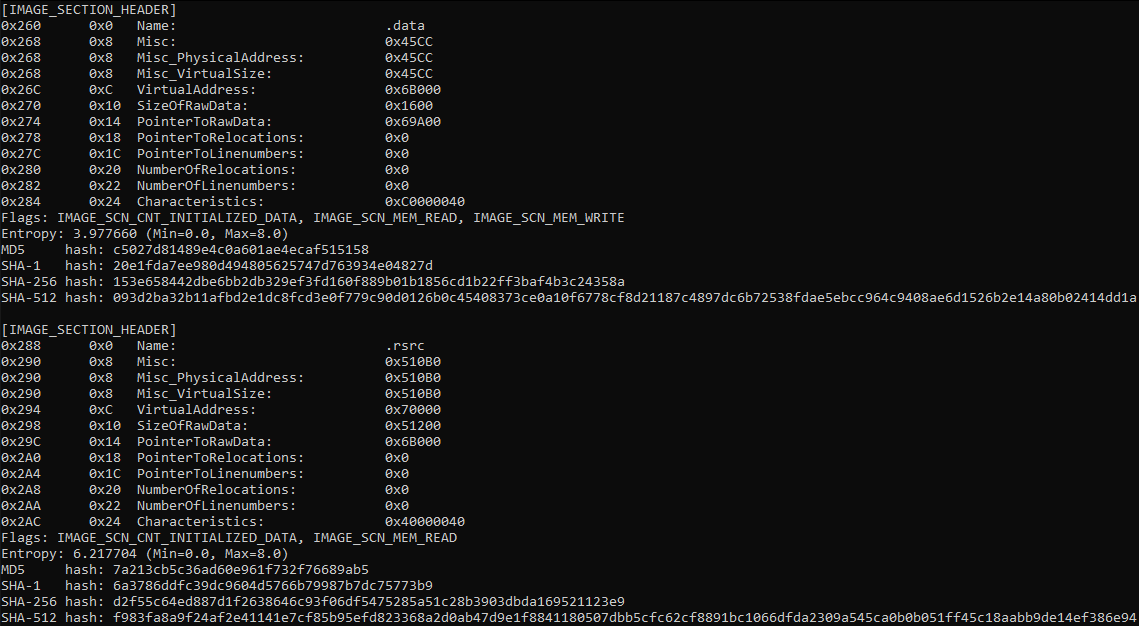 [IMAGE_SECTION_HEADER]
0x260 0x0 Name: .data
0x268 0x8 Misc: 0x45CC
0x268 0x8 Misc_PhysicalAddress: 0x45CC
0x268 0x8 Misc_VirtualSize: 0x45CC
0x26C 0xC VirtualAddress: 0x6B000
0x270 0x10 SizeOfRawData: 0x1600
0x274 0x14 PointerToRawData: 0x69A00
0x278 0x18 PointerToRelocations: 0x0
0x27C 0x1C PointerToLinenumbers: 0x0
0x280 0x20 NumberOfRelocations: 0x0
0x282 0x22 NumberOfLinenumbers: 0x0
0x284 0x24 Characteristics: 0xC0000040
Flags: IMAGE_SCN_CNT_INITIALIZED_DATA, IMAGE_SCN_MEM_READ, IMAGE_SCN_MEM_WRITE
Entropy: 3.977660 (Min=0.0, Max=8.0)
MD5 hash: c5027d81489e4c0a601ae4ecaf515158
SHA-1 hash: 20e1fda7ee980d494805625747d763934e04827d
SHA-256 hash: 153e658442dbe6bb2db329ef3fd160f889b01b1856cd1b22ff3baf4b3c24358a
SHA-512 hash: 093d2ba32b11afbd2e1dc8fcd3e0f779c90d0126b0c45408373ce0a10f6778cf8d21187c4897dc6b72538fdae5ebcc964c9408ae6d1526b2e14a80b02414dd1a
[IMAGE_SECTION_HEADER]
0x288 0x0 Name: .rsrc
0x290 0x8 Misc: 0x510B0
0x290 0x8 Misc_PhysicalAddress: 0x510B0
0x290 0x8 Misc_VirtualSize: 0x510B0
0x294 0xC VirtualAddress: 0x70000
0x298 0x10 SizeOfRawData: 0x51200
0x29C 0x14 PointerToRawData: 0x6B000
0x2A0 0x18 PointerToRelocations: 0x0
0x2A4 0x1C PointerToLinenumbers: 0x0
0x2A8 0x20 NumberOfRelocations: 0x0
0x2AA 0x22 NumberOfLinenumbers: 0x0
0x2AC 0x24 Characteristics: 0x40000040
Flags: IMAGE_SCN_CNT_INITIALIZED_DATA, IMAGE_SCN_MEM_READ
Entropy: 6.217704 (Min=0.0, Max=8.0)
MD5 hash: 7a213cb5c36ad60e961f732f76689ab5
SHA-1 hash: 6a3786ddfc39dc9604d5766b79987b7dc75773b9
SHA-256 hash: d2f55c64ed887d1f2638646c93f06df5475285a51c28b3903dbda169521123e9
SHA-512 hash: f983fa8a9f24af2e41141e7cf85b95efd823368a2d0ab47d9e1f8841180507dbb5cfc62cf8891bc1066dfda2309a545ca0b0b051ff45c18aabb9de14ef386e94